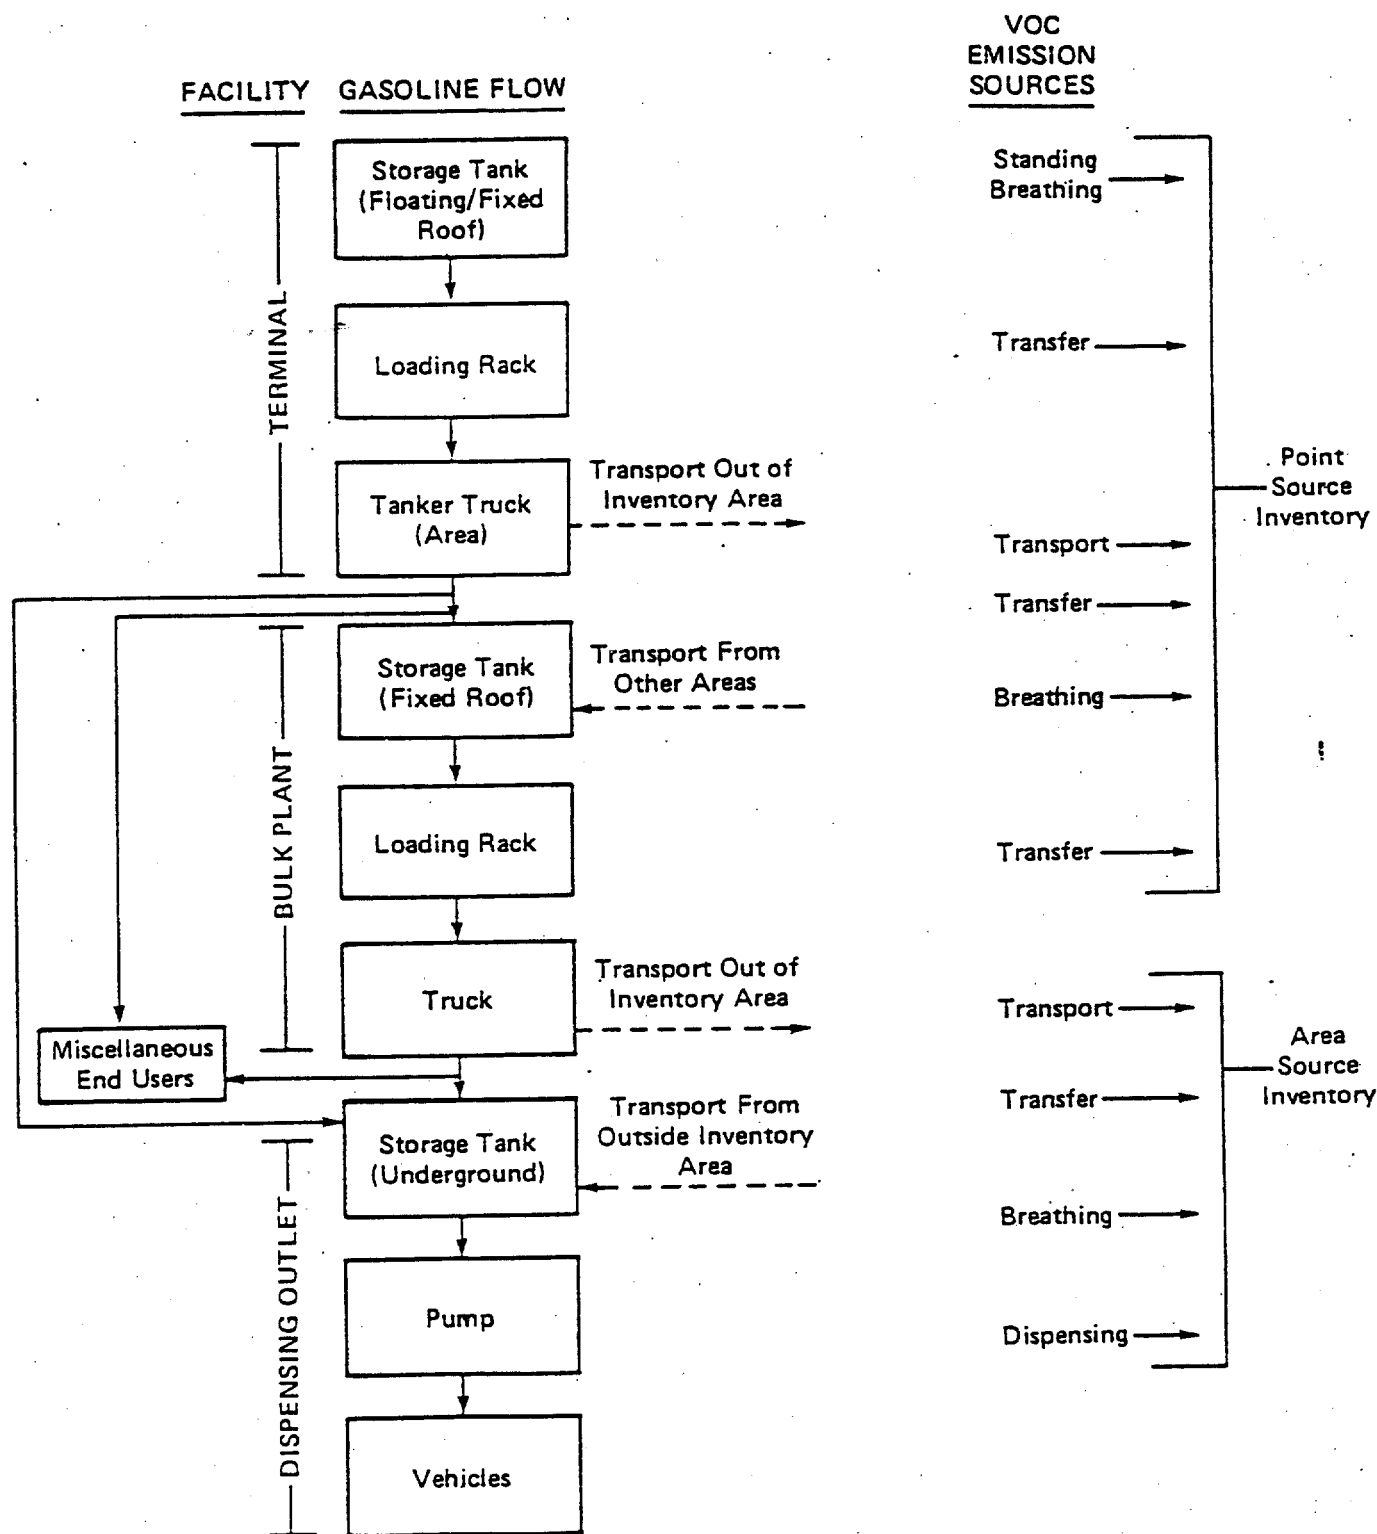 VOC
EMISSION
SOURCES
FACILITY
GASOLINE FLOW
TERMINAL
Storage Tank
(Floating/Fixed
Roof)
Loading Rack
Tanker Truck
(Area)
Transport Out of
Inventory Area
BULK PLANT
Storage Tank
(Fixed Roof)
Transport From
Other Areas
Loading Rack
Truck
Transport Out of
Inventory Area
Miscellaneous
End Users
DISPENSING OUTLET
Storage Tank
(Underground)
Transport From
Outside Inventory
Area
Pump
Vehicles
Standing
Breathing
Transfer
Transport
Transfer
Breathing
Transfer
Point
Source
Inventory
Transport
Transfer
Breathing
Dispensing
Area
Source
Inventory